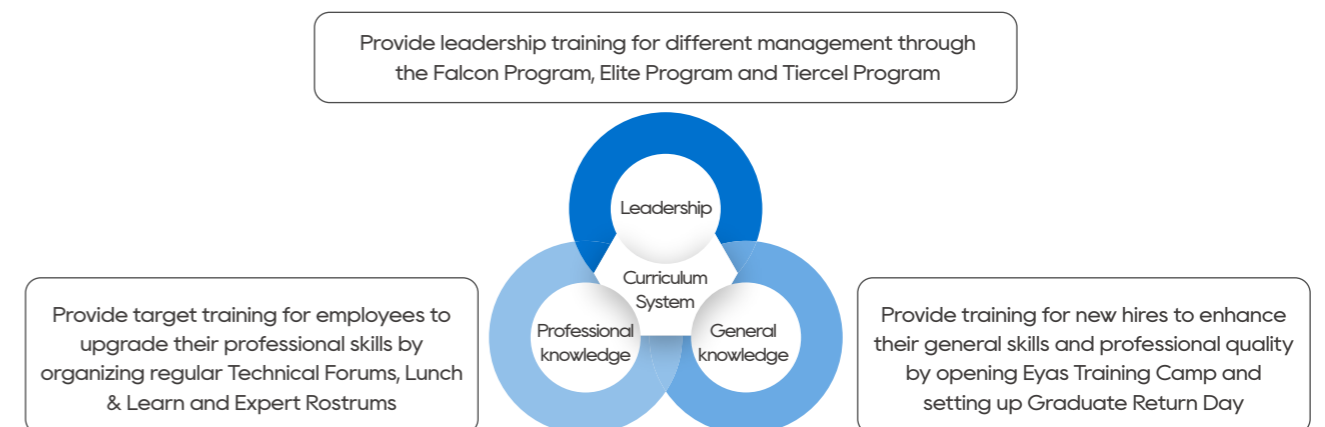 Provide leadership training for different management through
the Falcon Program, Elite Program and Tiercel Program
Leadership
Curriculum
System
Professional
knowledge
General
knowledge
Provide target training for employees to
upgrade their professional skills by
organizing regular Technical Forums, Lunch
& Learn and Expert Rostrums
Provide training for new hires to enhance
their general skills and professional quality
by opening Eyas Training Camp and
setting up Graduate Return Day